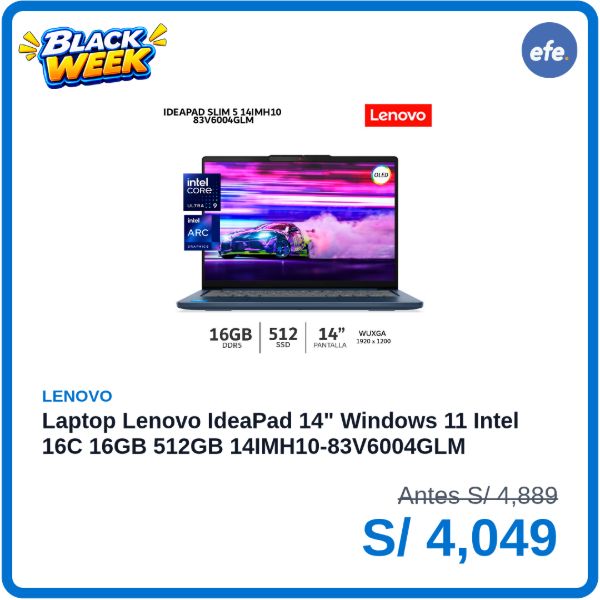 BLACK
WEEK
efe.
IDEAPAD SLIM 5 14IMH10
83V6004GLM
Lenovo
OLED
intel
CORE
ULTRA 9
intel
ARC
GRAPHICS
16GB
DDR5
512
SSD
14”
PANTALLA
WUXGA
1920 x 1200
LENOVO
Laptop Lenovo IdeaPad 14" Windows 11 Intel
16C 16GB 512GB 14IMH10-83V6004GLM
Antes S/ 4,889
S/ 4,049